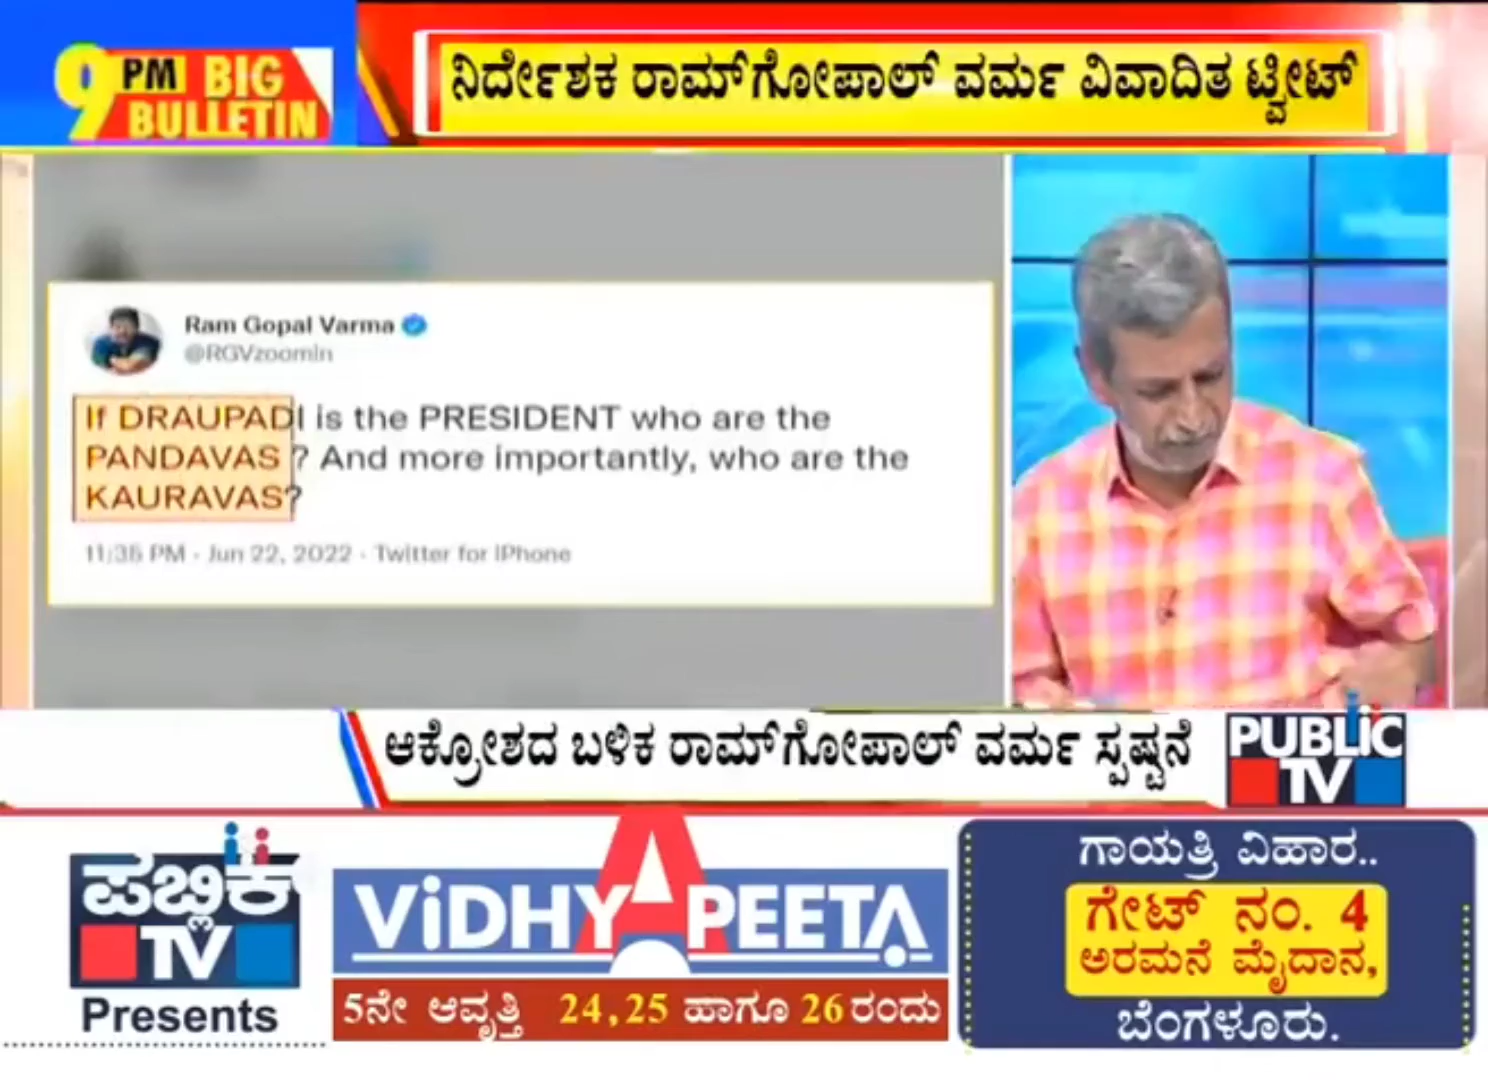 9 PM BIG
BULLETIN
ನಿರ್ದೇಶಕ ರಾಮ್‌ಗೋಪಾಲ್ ವರ್ಮ ವಿವಾದಿತ ಟ್ವೀಟ್
Ram Gopal Varma
@RGVzoomin
If DRAUPADI is the PRESIDENT who are the
PANDAVAS ? And more importantly, who are the
KAURAVAS?
11:35 PM · Jun 22, 2022 · Twitter for iPhone
ಆಕ್ರೋಶದ ಬಳಿಕ ರಾಮ್‌ಗೋಪಾಲ್ ವರ್ಮ ಸ್ಪಷ್ಟನೆ
PUBLiC
TV
ಪಬ್ಲಿಕ್
TV
Presents
ViDHYAPEETA
5ನೇ ಆವೃತ್ತಿ 24,25 ಹಾಗೂ 26 ರಂದು
ಗಾಯತ್ರಿ ವಿಹಾರ..
ಗೇಟ್ ನಂ. 4
ಅರಮನೆ ಮೈದಾನ,
ಬೆಂಗಳೂರು.